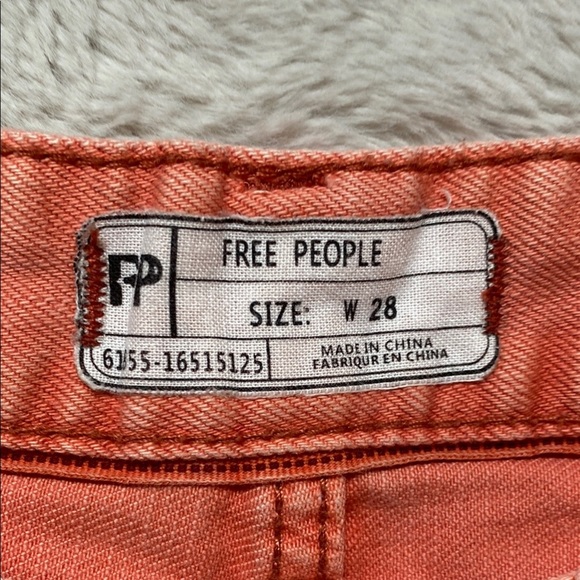 FP
FREE PEOPLE
SIZE: W 28
6155-16515125
MADE IN CHINA
FABRIQUR EN CHINA